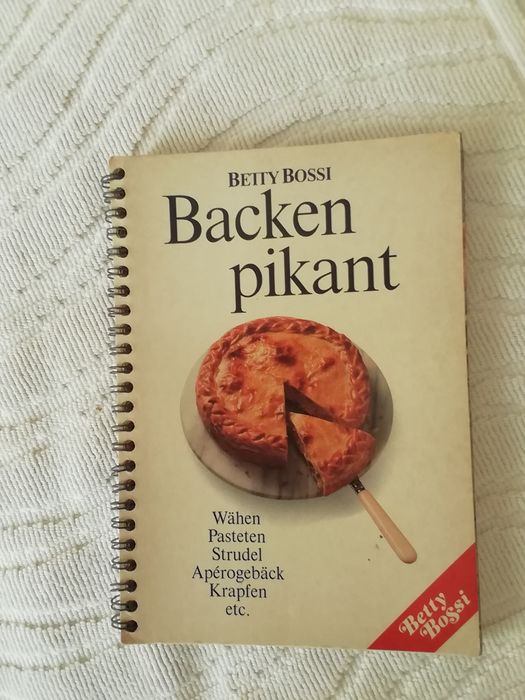 BETTY BOSSI
Backen
pikant
Wähen
Pasteten
Strudel
Apérogebäck
Krapfen
etc.
Betty
Bossi